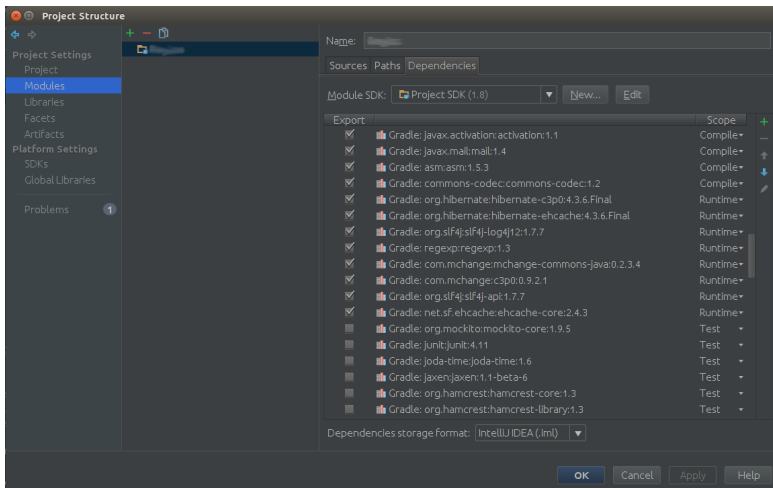 Project Structure
Project Settings
Project
Modules
Libraries
Facets
Artifacts
Platform Settings
SDKs
Global Libraries
Problems 1
Name:
Sources Paths Dependencies
Module SDK: Project SDK (1.8) New... Edit
Export Scope
Gradle: javax.activation:activation:1.1 Compile
Gradle: javax.mail:mail:1.4 Compile
Gradle: asm:asm:1.5.3 Compile
Gradle: commons-codec:commons-codec:1.2 Compile
Gradle: org.hibernate:hibernate-c3p0:4.3.6.Final Runtime
Gradle: org.hibernate:hibernate-ehcache:4.3.6.Final Runtime
Gradle: org.slf4j:slf4j-log4j12:1.7.7 Runtime
Gradle: regexp:regexp:1.3 Runtime
Gradle: com.mchange:mchange-commons-java:0.2.3.4 Runtime
Gradle: com.mchange:c3p0:0.9.2.1 Runtime
Gradle: org.slf4j:slf4j-api:1.7.7 Runtime
Gradle: net.sf.ehcache:ehcache-core:2.4.3 Runtime
Gradle: org.mockito:mockito-core:1.9.5 Test
Gradle: junit:junit:4.11 Test
Gradle: joda-time:joda-time:1.6 Test
Gradle: jaxen:jaxen:1.1-beta-6 Test
Gradle: org.hamcrest:hamcrest-core:1.3 Test
Gradle: org.hamcrest:hamcrest-library:1.3 Test
Dependencies storage format: IntelliJ IDEA (.iml)
OK Cancel Apply Help